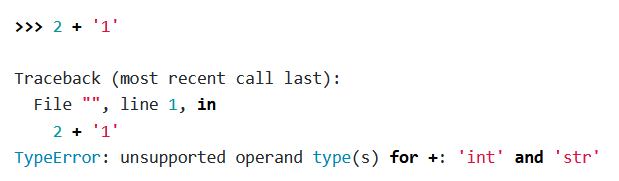 >>> 2 + '1'
Traceback (most recent call last):
  File "", line 1, in
    2 + '1'
TypeError: unsupported operand type(s) for +: 'int' and 'str'